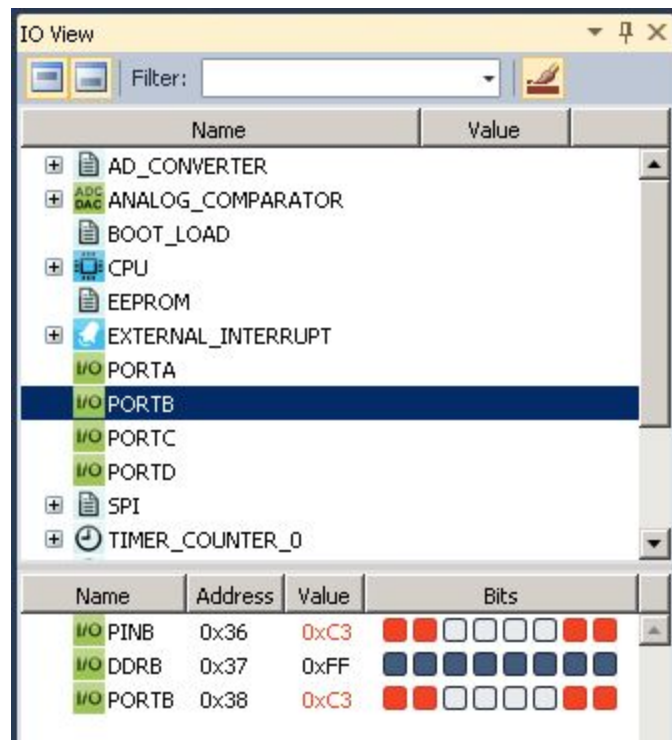 IO View
Filter:
Name Value
AD_CONVERTER
ADC DAC ANALOG_COMPARATOR
BOOT_LOAD
CPU
EEPROM
EXTERNAL_INTERRUPT
I/O PORTA
I/O PORTB
I/O PORTC
I/O PORTD
SPI
TIMER_COUNTER_0
Name Address Value Bits
I/O PINB 0x36 0xC3
I/O DDRB 0x37 0xFF
I/O PORTB 0x38 0xC3